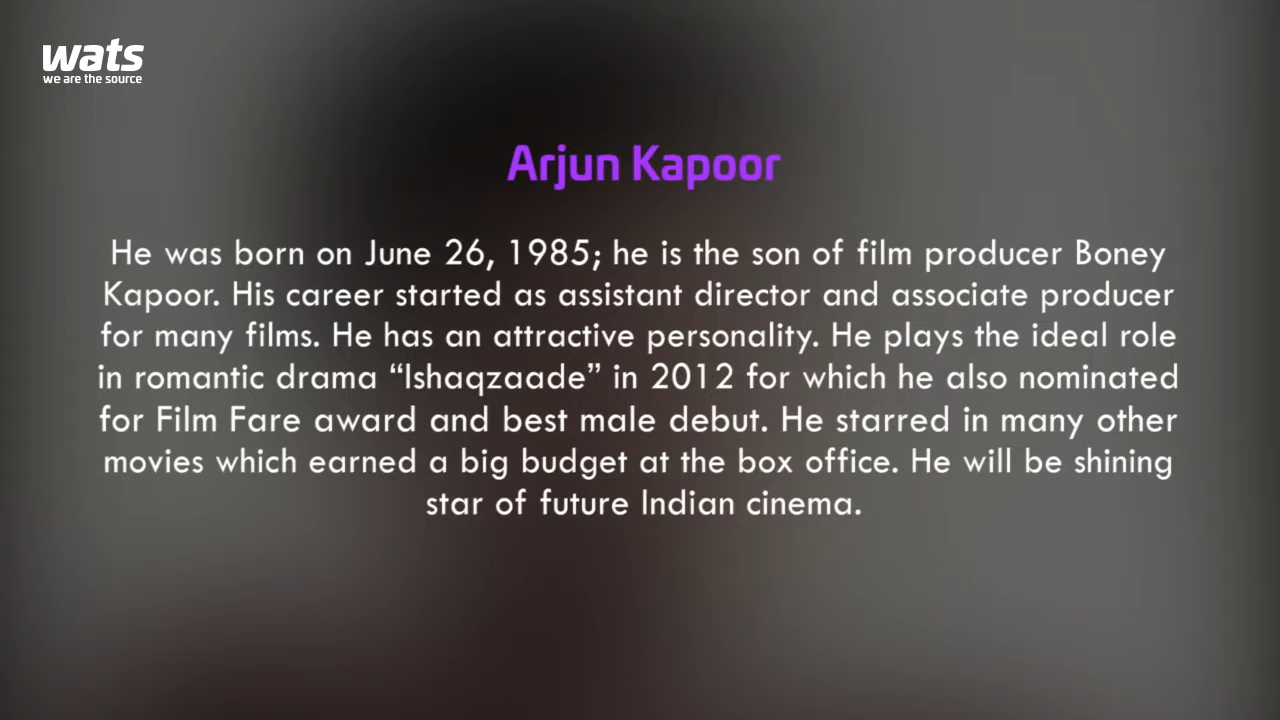 wats
we are the source
Arjun Kapoor
He was born on June 26, 1985; he is the son of film producer Boney
Kapoor. His career started as assistant director and associate producer
for many films. He has an attractive personality. He plays the ideal role
in romantic drama “Ishaqzaade” in 2012 for which he also nominated
for Film Fare award and best male debut. He starred in many other
movies which earned a big budget at the box office. He will be shining
star of future Indian cinema.